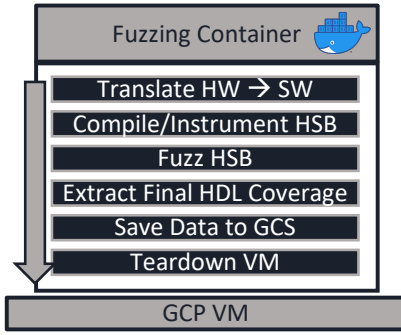 Fuzzing Container
Translate HW → SW
Compile/Instrument HSB
Fuzz HSB
Extract Final HDL Coverage
Save Data to GCS
Teardown VM
GCP VM